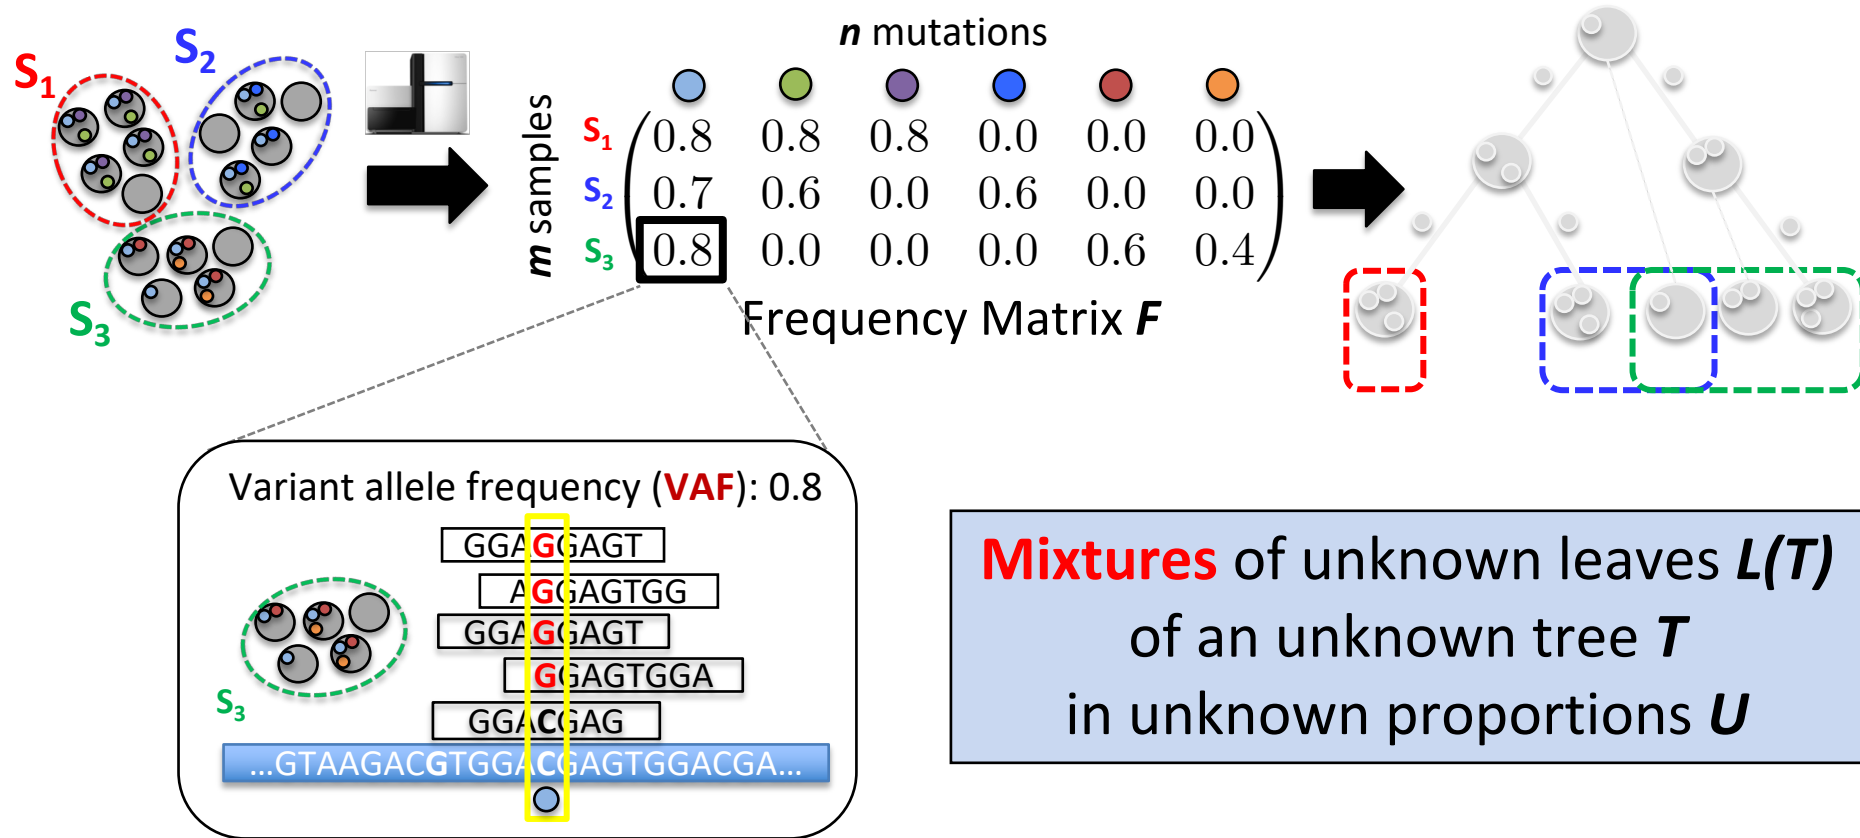 n mutations
S1
S2
S3
m samples
S1 0.8 0.8 0.8 0.0 0.0 0.0
S2 0.7 0.6 0.0 0.6 0.0 0.0
S3 0.8 0.0 0.0 0.0 0.6 0.4
Frequency Matrix F
Variant allele frequency (VAF): 0.8
GGAGGAGT
AGGAGTGG
GGAGGAGT
GGAGTGGA
GGACGAG
S3
...GTAAGACGTGGACGAGTGGACGA...
Mixtures of unknown leaves L(T)
of an unknown tree T
in unknown proportions U